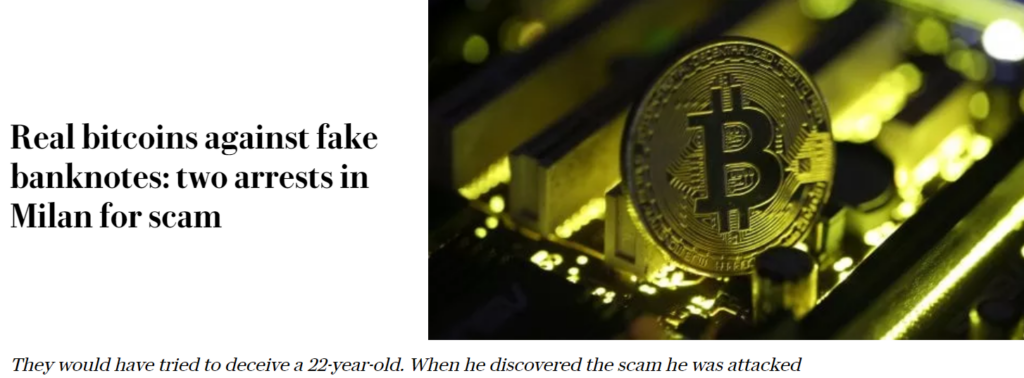 Real bitcoins against fake
banknotes: two arrests in
Milan for scam
They would have tried to deceive a 22-year-old. When he discovered the scam he was attacked